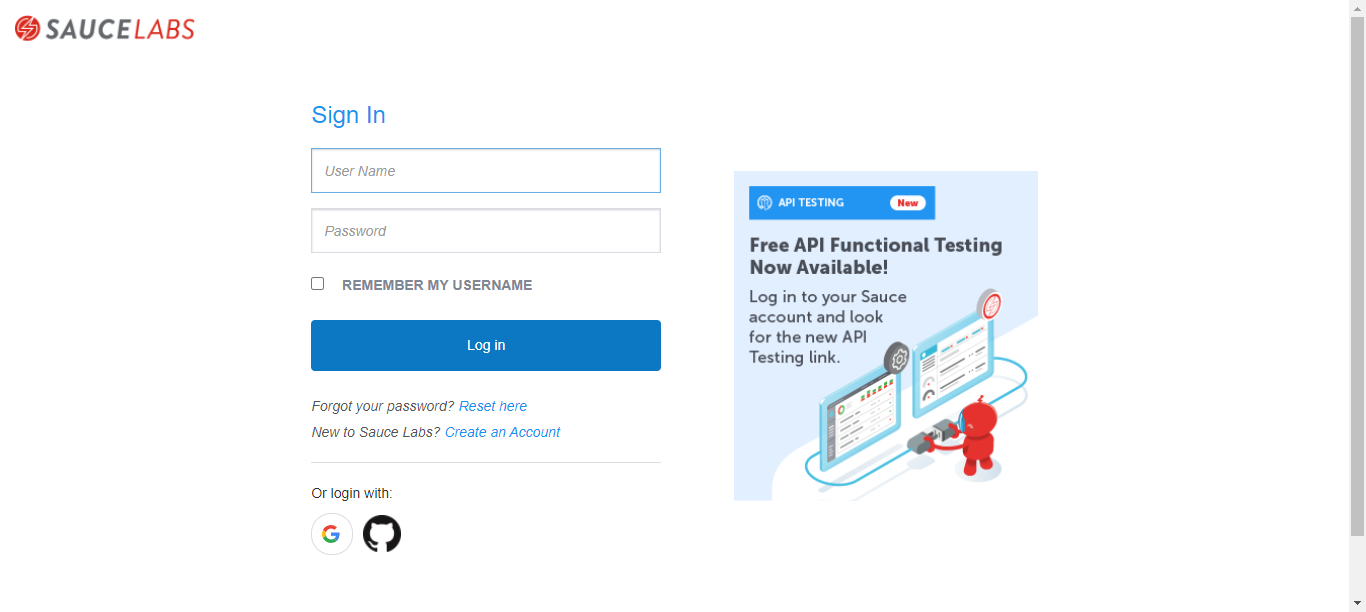 SAUCELABS
Sign In
User Name
Password
REMEMBER MY USERNAME
Log in
Forgot your password? Reset here
New to Sauce Labs? Create an Account
Or login with:
API TESTING New
Free API Functional Testing
Now Available!
Log in to your Sauce
account and look
for the new API
Testing link.